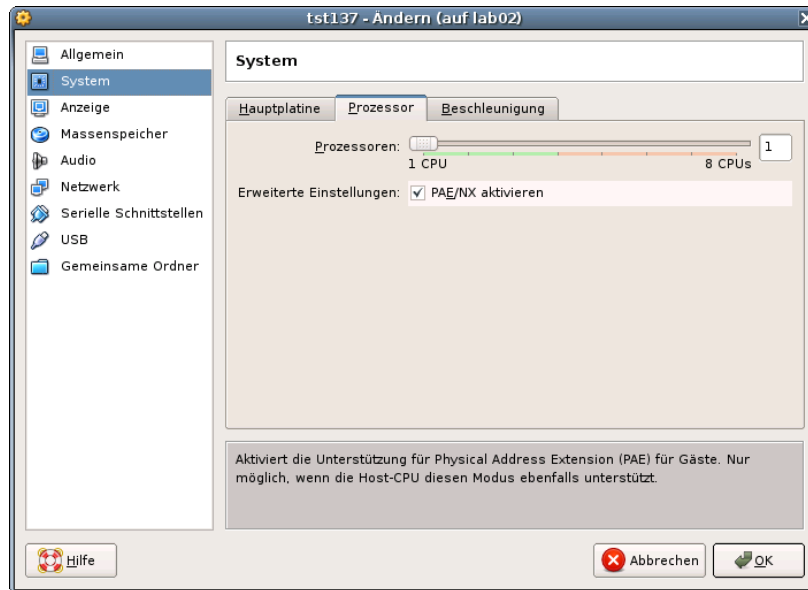 tst137 - Ändern (auf lab02)
Allgemein
System
Anzeige
Massenspeicher
Audio
Netzwerk
Serielle Schnittstellen
USB
Gemeinsame Ordner
System
Hauptplatine
Prozessor
Beschleunigung
Prozessoren:
1
1 CPU
8 CPUs
Erweiterte Einstellungen:
PAE/NX aktivieren
Aktiviert die Unterstützung für Physical Address Extension (PAE) für Gäste. Nur
möglich, wenn die Host-CPU diesen Modus ebenfalls unterstützt.
Hilfe
Abbrechen
OK